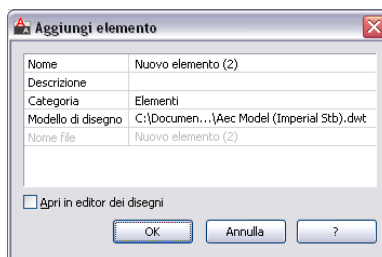 Aggiungi elemento
Nome Nuovo elemento (2)
Descrizione
Categoria Elementi
Modello di disegno C:\Documen...\Aec Model (Imperial Stb).dwt
Nome file Nuovo elemento (2)
Apri in editor dei disegni
OK Annulla ?